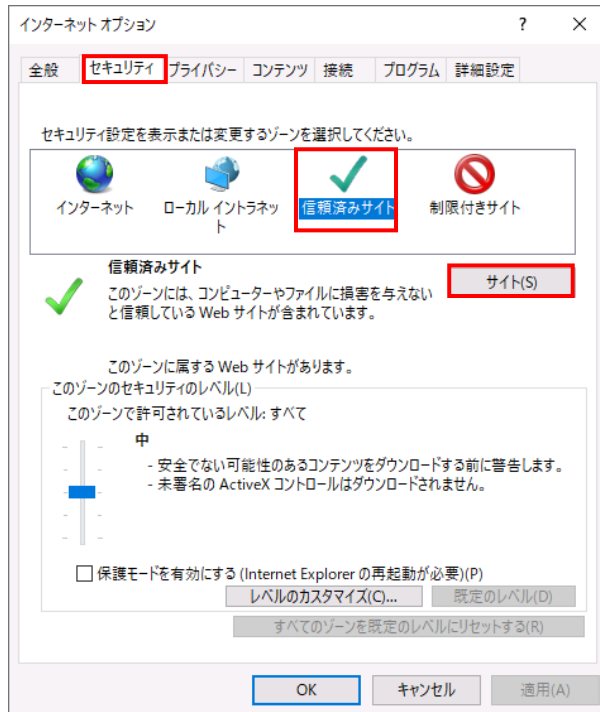 インターネット オプション ? ×
全般 セキュリティ プライバシー コンテンツ 接続 プログラム 詳細設定
セキュリティ設定を表示または変更するゾーンを選択してください。
インターネット ローカル イントラネッ 信頼済みサイト 制限付きサイト
ト
信頼済みサイト
サイト(S)
このゾーンには、コンピューターやファイルに損害を与えない
と信頼している Web サイトが含まれています。
このゾーンに属する Web サイトがあります。
このゾーンのセキュリティのレベル(L)
このゾーンで許可されているレベル: すべて
中
- 安全でない可能性のあるコンテンツをダウンロードする前に警告します。
- 未署名の ActiveX コントロールはダウンロードされません。
保護モードを有効にする (Internet Explorer の再起動が必要)(P)
レベルのカスタマイズ(C)... 既定のレベル(D)
すべてのゾーンを既定のレベルにリセットする(R)
OK キャンセル 適用(A)